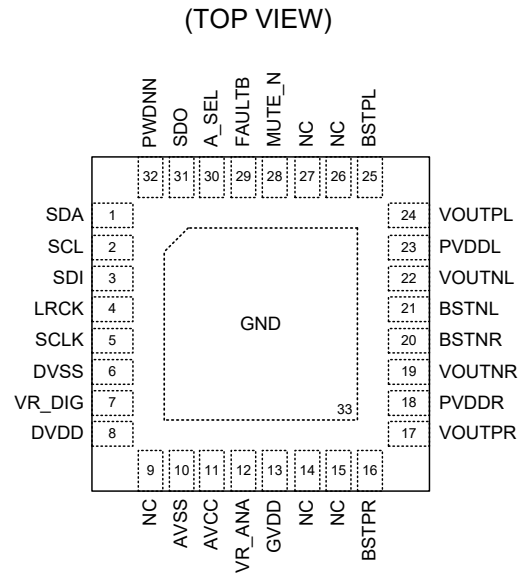 (TOP VIEW)
PWDNN
SDO
A_SEL
FAULTB
MUTE_N
NC
NC
BSTPL
32 31 30 29 28 27 26 25
SDA 1
SCL 2
SDI 3
LRCK 4
SCLK 5
DVSS 6
VR_DIG 7
DVDD 8
GND
33
24 VOUTPL
23 PVDDL
22 VOUTNL
21 BSTNL
20 BSTNR
19 VOUTNR
18 PVDDR
17 VOUTPR
9 10 11 12 13 14 15 16
NC
AVSS
AVCC
VR_ANA
GVDD
NC
NC
BSTPR